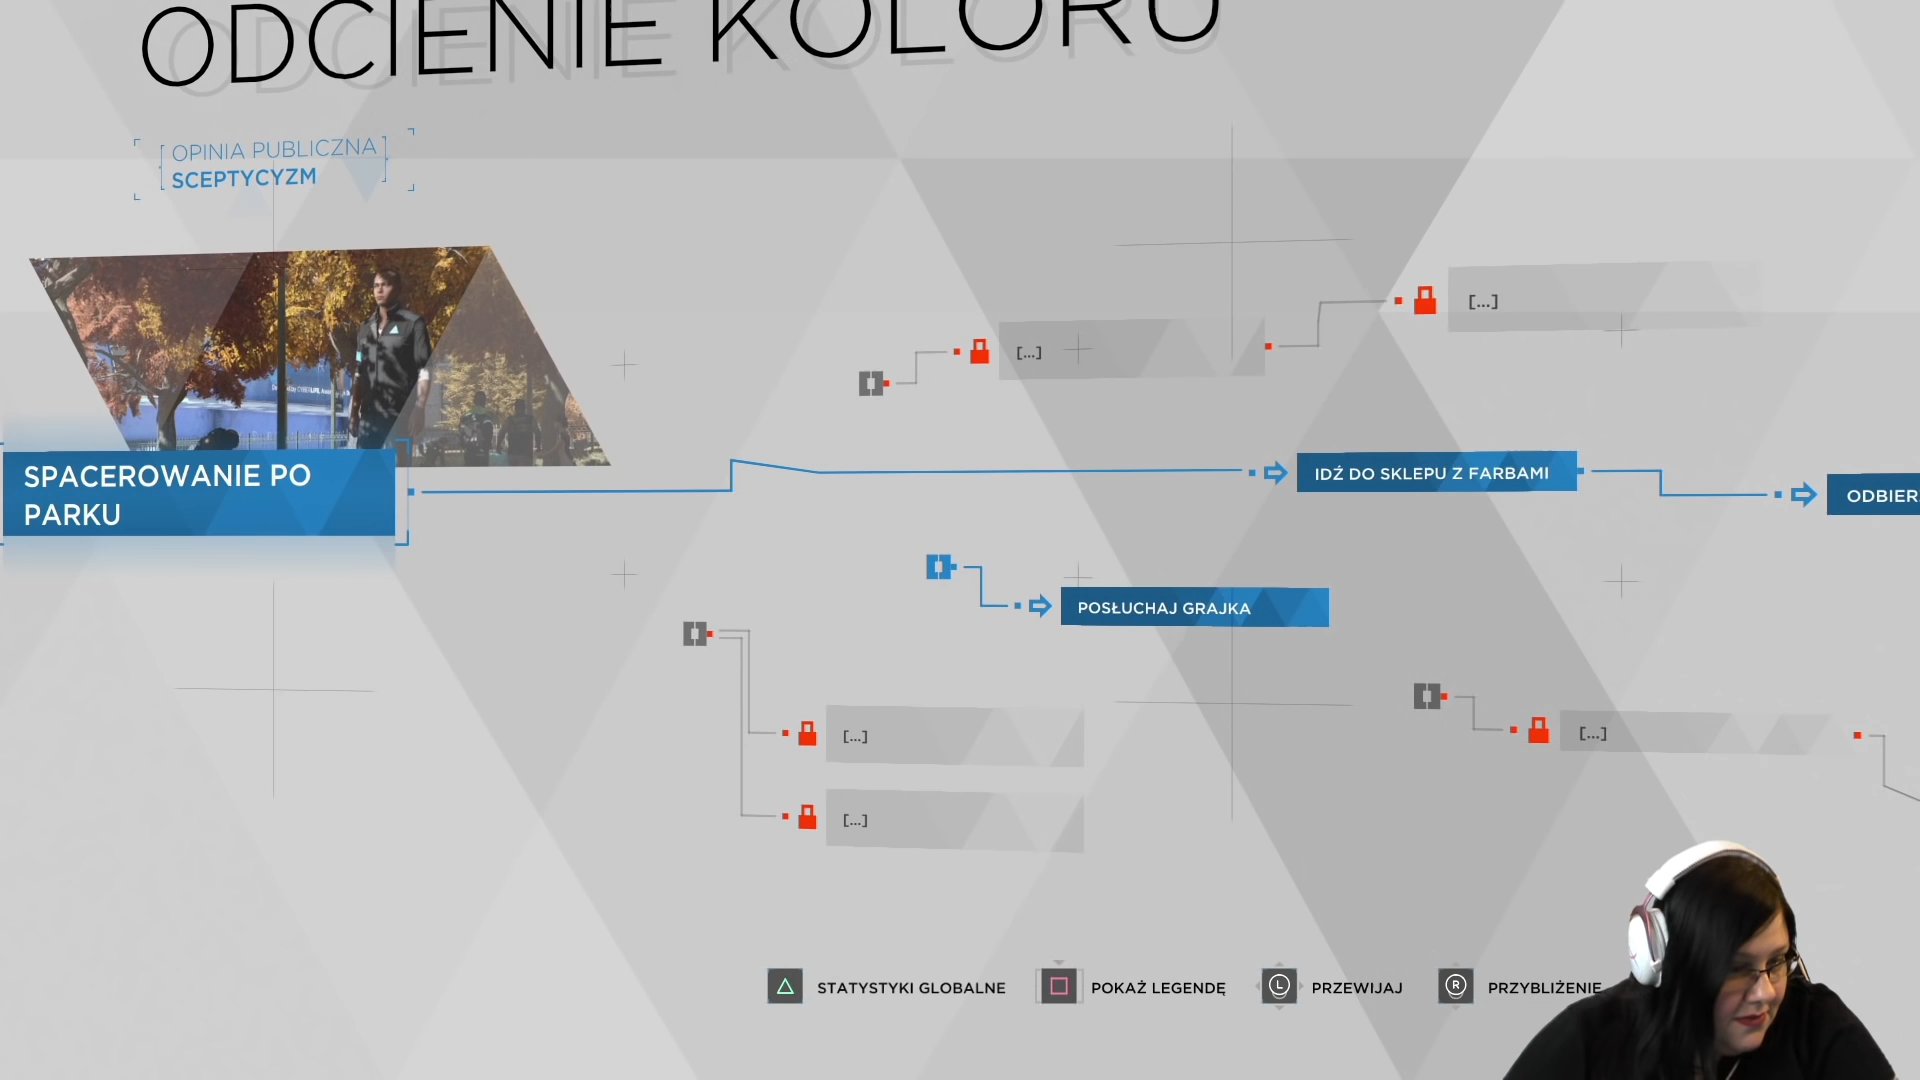 ODCIENIE KOLORU
OPINIA PUBLICZNA
SCEPTYCYZM
[...]
[...]
SPACEROWANIE PO
PARKU
IDŹ DO SKLEPU Z FARBAMI
ODBIER
POSŁUCHAJ GRAJKA
[...]
[...]
[...]
STATYSTYKI GLOBALNE
POKAŻ LEGENDĘ
L
PRZEWIJAJ
R
PRZYBLIŻENIE